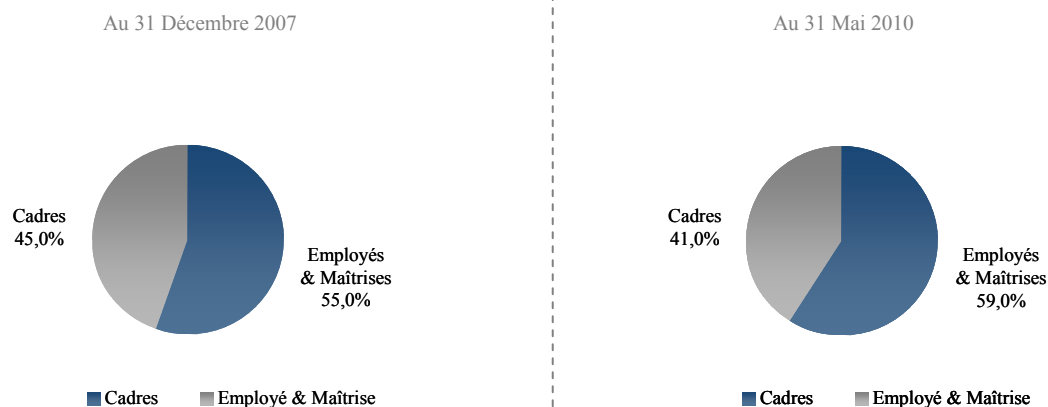 Au 31 Décembre 2007
Cadres
45,0%
Employés
& Maîtrises
55,0%
Cadres
Employé & Maîtrise
Au 31 Mai 2010
Cadres
41,0%
Employés
& Maîtrises
59,0%
Cadres
Employé & Maîtrise